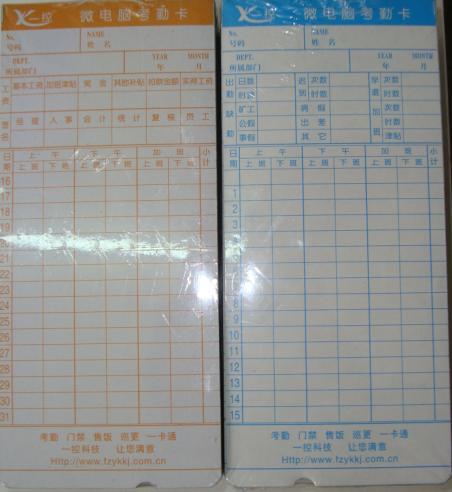 一控 微电脑考勤卡
No. NAME
号码 姓名
DEPT. YEAR MONTH
所属部门 年 月
工资 基本工资 加班津贴 奖金 其他补贴 扣款金额 实得工资
签名 经理 人事 会计 统计 复核 员工
日期 上午 下午 加班 小计
上班 下班 上班 下班 上班 下班
16
17
18
19
20
21
22
23
24
25
26
27
28
29
30
31
考勤 门禁 售饭 巡更 一卡通
一控科技 让您满意
Http://www.fzykkj.com.cn
一控 微电脑考勤卡
No. NAME
号码 姓名
DEPT. YEAR MONTH
所属部门 年 月
出勤 日数 迟到 次数 早退 次数
时数 时数 时数
缺勤 旷工 病假 加班 次数
公假 出差 时数
事假 其它 津贴
日期 上午 下午 加班 小计
上班 下班 上班 下班 上班 下班
1
2
3
4
5
6
7
8
9
10
11
12
13
14
15
考勤 门禁 售饭 巡更 一卡通
一控科技 让您满意
Http://www.fzykkj.com.cn